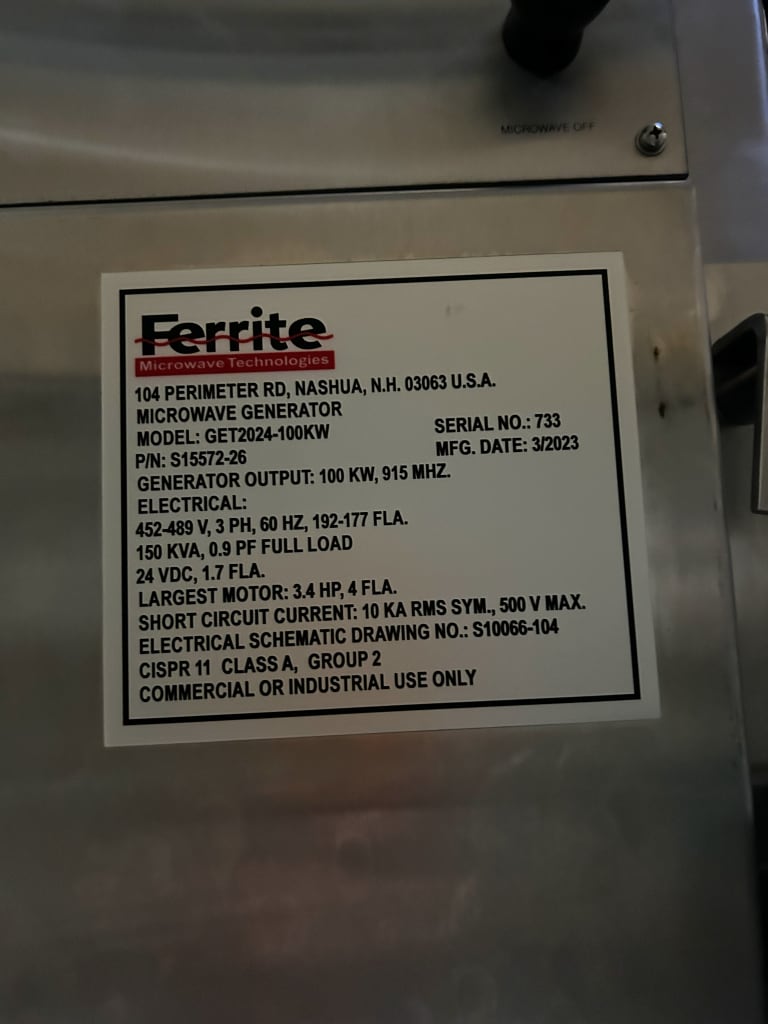 MICROWAVE OFF
Ferrite
Microwave Technologies
104 PERIMETER RD, NASHUA, N.H. 03063 U.S.A.
MICROWAVE GENERATOR
MODEL: GET2024-100KW
SERIAL NO.: 733
P/N: S15572-26
MFG. DATE: 3/2023
GENERATOR OUTPUT: 100 KW, 915 MHZ.
ELECTRICAL:
452-489 V, 3 PH, 60 HZ, 192-177 FLA.
150 KVA, 0.9 PF FULL LOAD
24 VDC, 1.7 FLA.
LARGEST MOTOR: 3.4 HP, 4 FLA.
SHORT CIRCUIT CURRENT: 10 KA RMS SYM., 500 V MAX.
ELECTRICAL SCHEMATIC DRAWING NO.: S10066-104
CISPR 11 CLASS A, GROUP 2
COMMERCIAL OR INDUSTRIAL USE ONLY